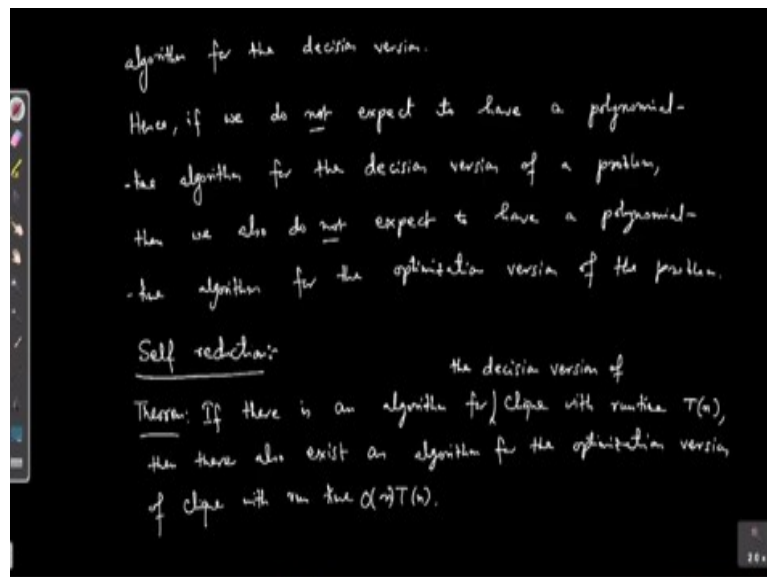 algorithm for the decision version.
Hence, if we do not expect to have a polynomial-
-time algorithm for the decision version of a problem,
then we also do not expect to have a polynomial-
-time algorithm for the optimization version of the problem.
Self reduction:-
the decision version of
Theorem: If there is an algorithm for Clique with runtime T(n),
then there also exist an algorithm for the optimization version
of clique with run time O(n)T(n).